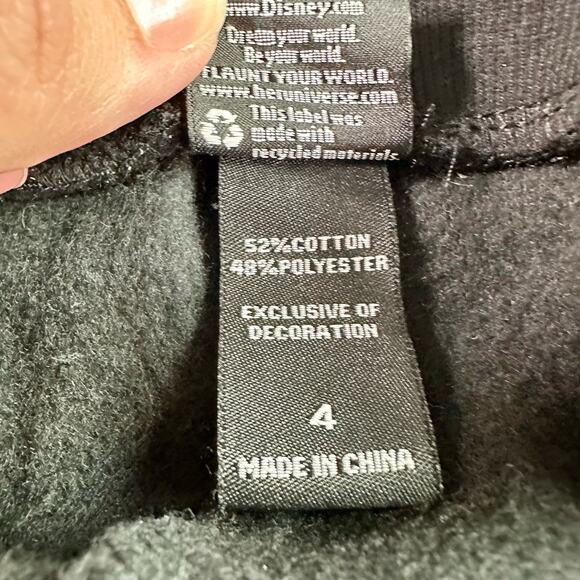 www.Disney.com
Dream your world.
Be your world.
FLAUNT YOUR WORLD.
www.heruniverse.com
This label was
made with
recycled materials.
52%COTTON
48%POLYESTER
EXCLUSIVE OF
DECORATION
4
MADE IN CHINA